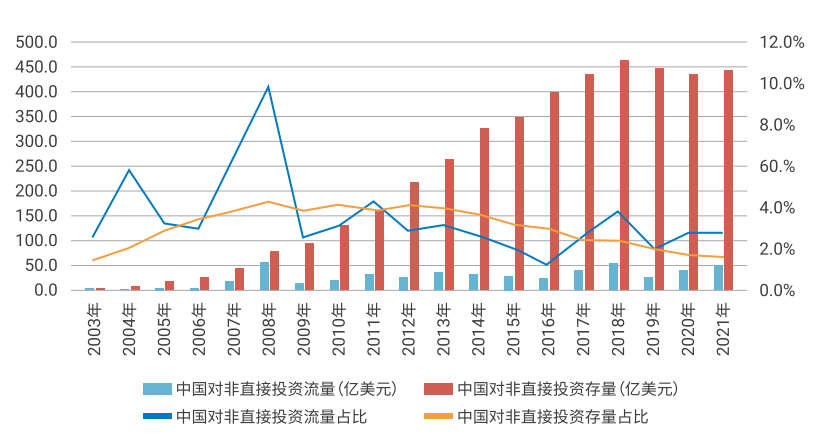 500.0
450.0
400.0
350.0
300.0
250.0
200.0
150.0
100.0
50.0
0.0
12.0%
10.0%
8.0%
6.0%
4.0%
2.0%
0.0%
2003年
2004年
2005年
2006年
2007年
2008年
2009年
2010年
2011年
2012年
2013年
2014年
2015年
2016年
2017年
2018年
2019年
2020年
2021年
中国对非直接投资流量(亿美元)
中国对非直接投资存量(亿美元)
中国对非直接投资流量占比
中国对非直接投资存量占比